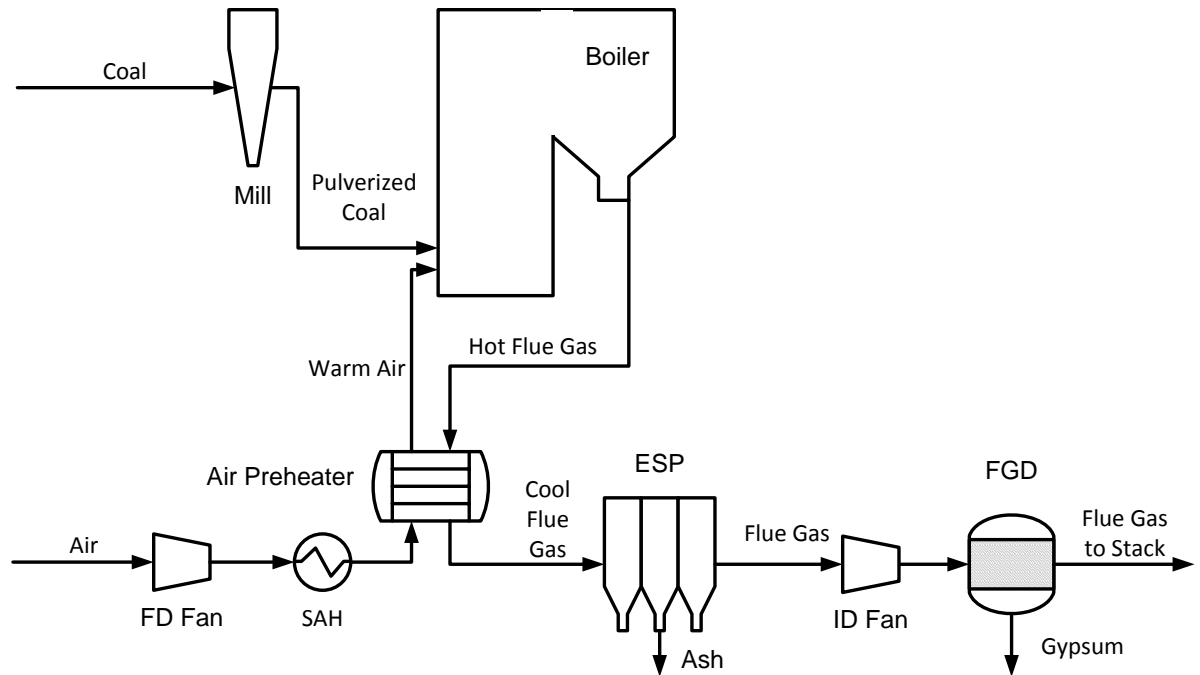 Boiler
Coal
Mill
Pulverized
Coal
Hot Flue Gas
Warm Air
Air Preheater
ESP
FGD
Cool
Flue
Gas
Flue Gas
Flue Gas
to Stack
Air
FD Fan
SAH
ID Fan
Ash
Gypsum